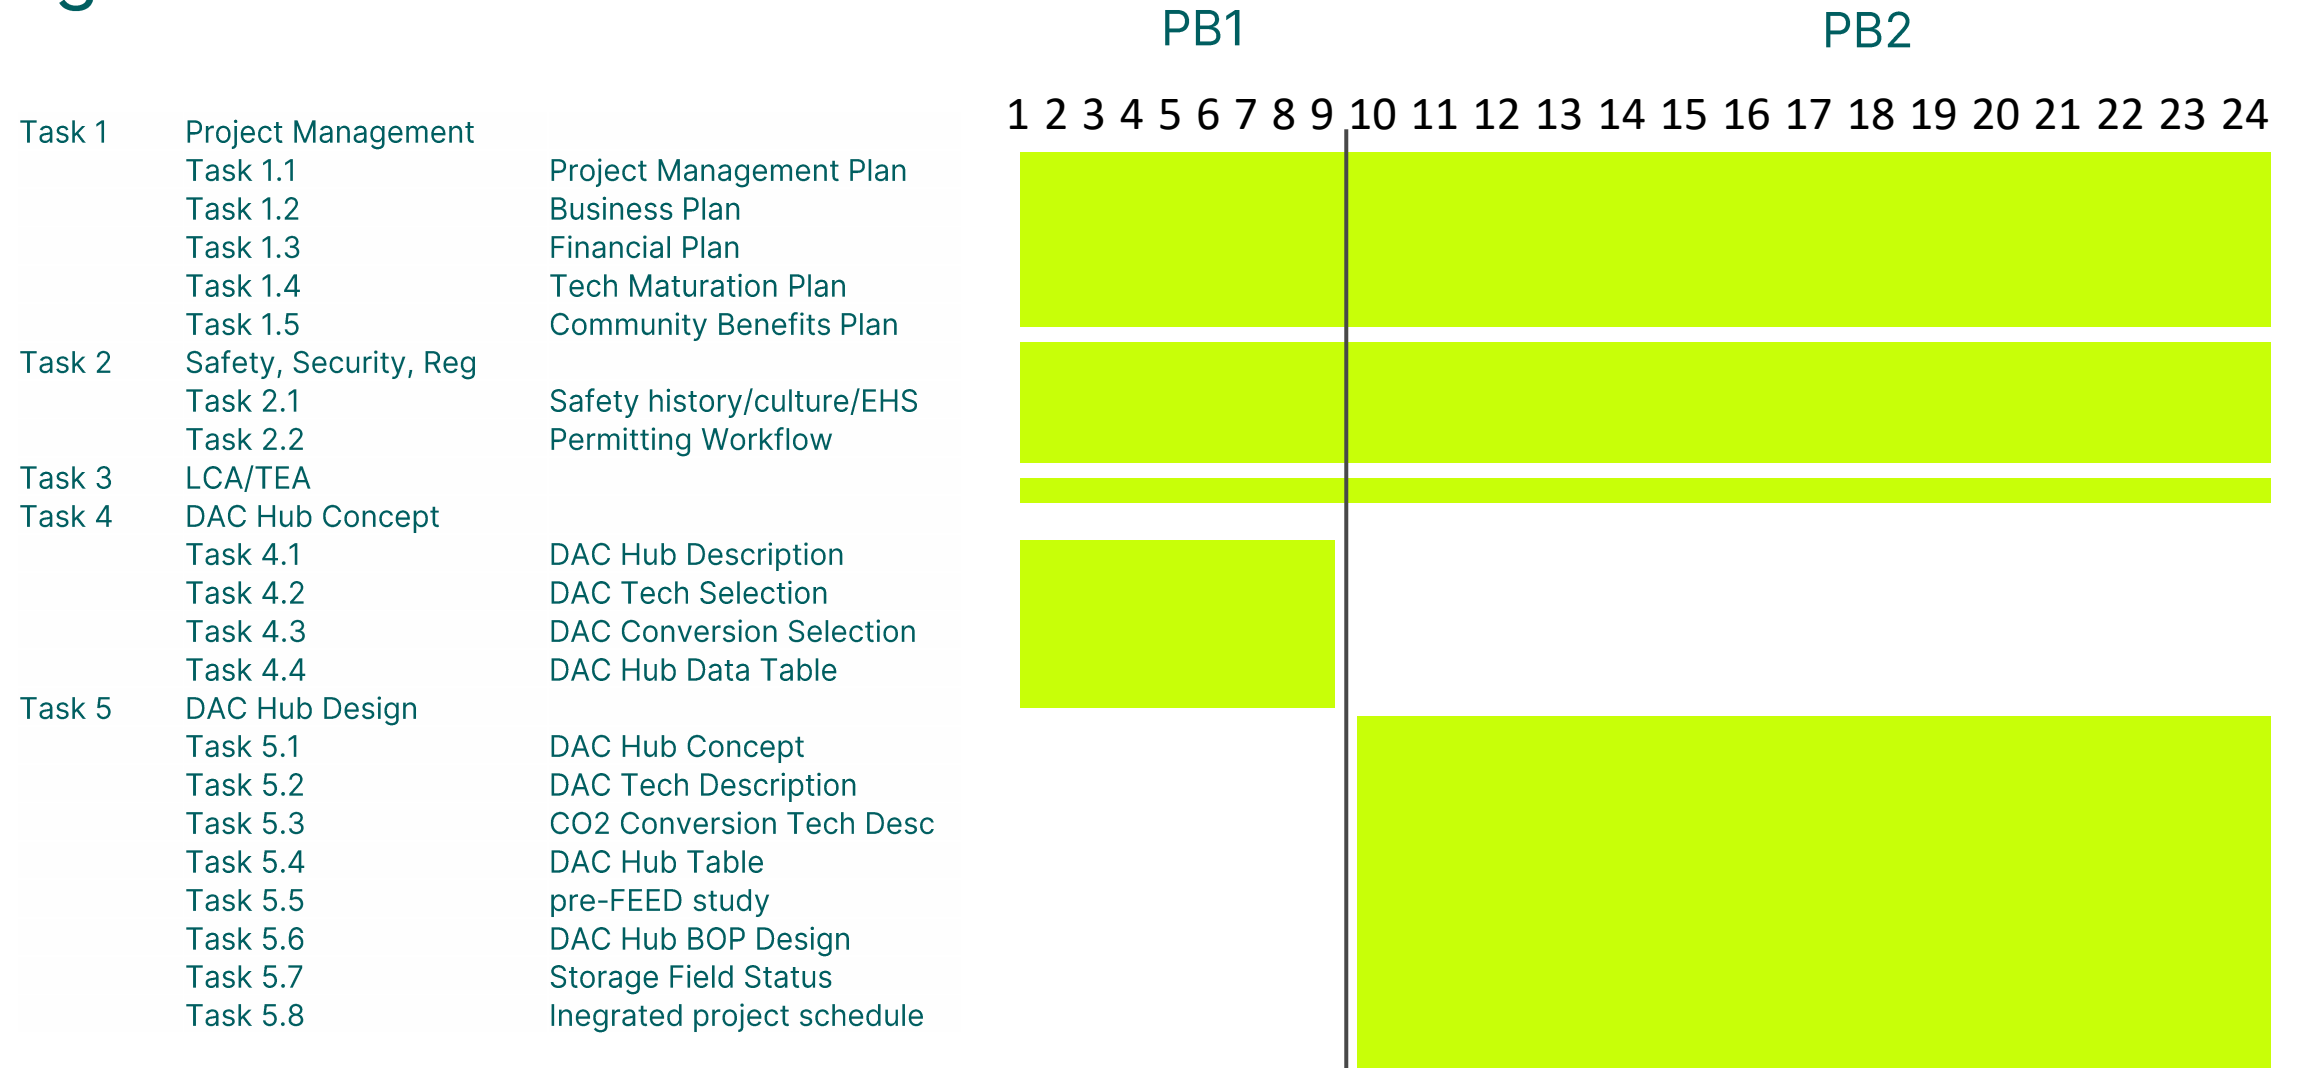 PB1 PB2
1 2 3 4 5 6 7 8 9 10 11 12 13 14 15 16 17 18 19 20 21 22 23 24
Task 1 Project Management
Task 1.1 Project Management Plan
Task 1.2 Business Plan
Task 1.3 Financial Plan
Task 1.4 Tech Maturation Plan
Task 1.5 Community Benefits Plan
Task 2 Safety, Security, Reg
Task 2.1 Safety history/culture/EHS
Task 2.2 Permitting Workflow
Task 3 LCA/TEA
Task 4 DAC Hub Concept
Task 4.1 DAC Hub Description
Task 4.2 DAC Tech Selection
Task 4.3 DAC Conversion Selection
Task 4.4 DAC Hub Data Table
Task 5 DAC Hub Design
Task 5.1 DAC Hub Concept
Task 5.2 DAC Tech Description
Task 5.3 CO2 Conversion Tech Desc
Task 5.4 DAC Hub Table
Task 5.5 pre-FEED study
Task 5.6 DAC Hub BOP Design
Task 5.7 Storage Field Status
Task 5.8 Inegrated project schedule